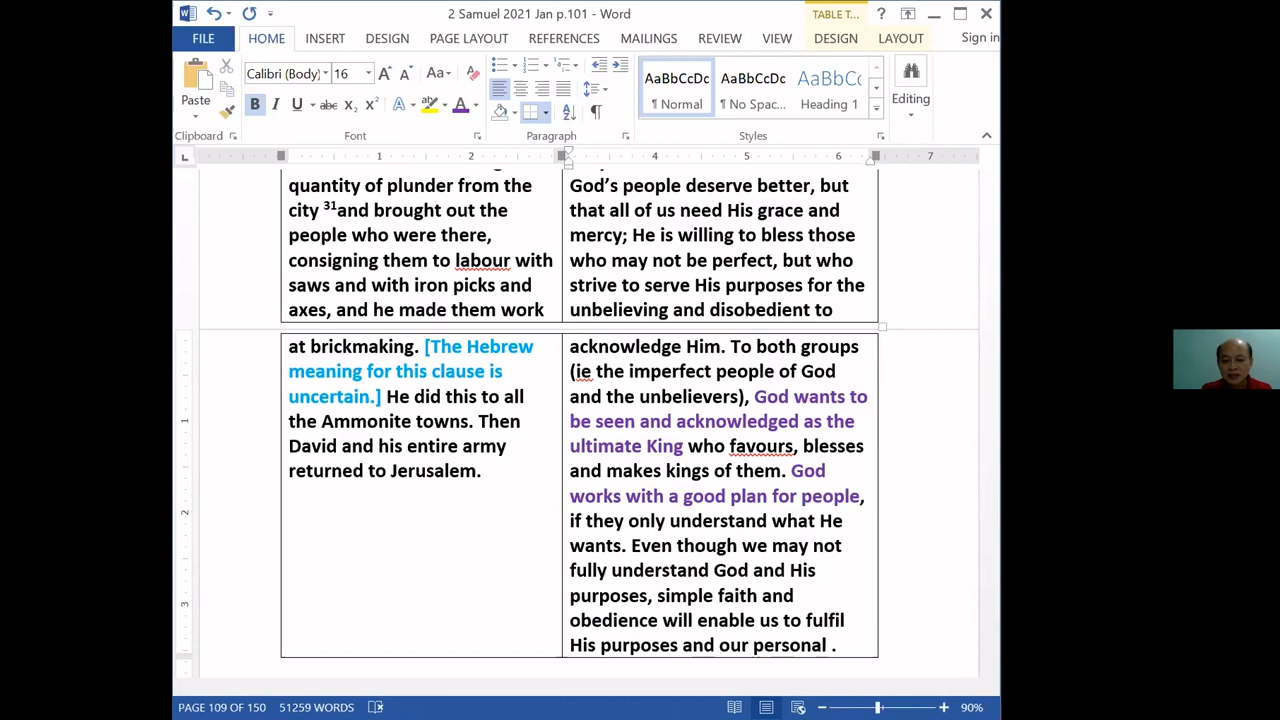 2 Samuel 2021 Jan p.101 - Word
TABLE T...
?
FILE
HOME
INSERT
DESIGN
PAGE LAYOUT
REFERENCES
MAILINGS
REVIEW
VIEW
DESIGN
LAYOUT
Sign in
Paste
Calibri (Body)
16
AaBbCcDc
¶ Normal
AaBbCcDc
¶ No Spac...
AaBbCc
Heading 1
Editing
Clipboard
Font
Paragraph
Styles
1 2 4 5 6 7
quantity of plunder from the
city ³¹and brought out the
people who were there,
consigning them to labour with
saws and with iron picks and
axes, and he made them work
at brickmaking. [The Hebrew
meaning for this clause is
uncertain.] He did this to all
the Ammonite towns. Then
David and his entire army
returned to Jerusalem.
God’s people deserve better, but
that all of us need His grace and
mercy; He is willing to bless those
who may not be perfect, but who
strive to serve His purposes for the
unbelieving and disobedient to
acknowledge Him. To both groups
(ie the imperfect people of God
and the unbelievers), God wants to
be seen and acknowledged as the
ultimate King who favours, blesses
and makes kings of them. God
works with a good plan for people,
if they only understand what He
wants. Even though we may not
fully understand God and His
purposes, simple faith and
obedience will enable us to fulfil
His purposes and our personal .
1
2
3
PAGE 109 OF 150
51259 WORDS
90%